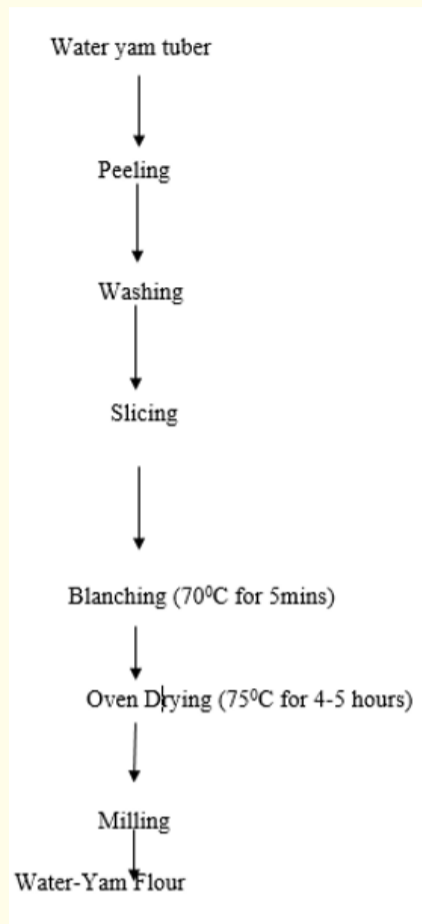 Water yam tuber
Peeling
Washing
Slicing
Blanching (70⁰C for 5mins)
Oven Drying (75⁰C for 4-5 hours)
Milling
Water-Yam Flour